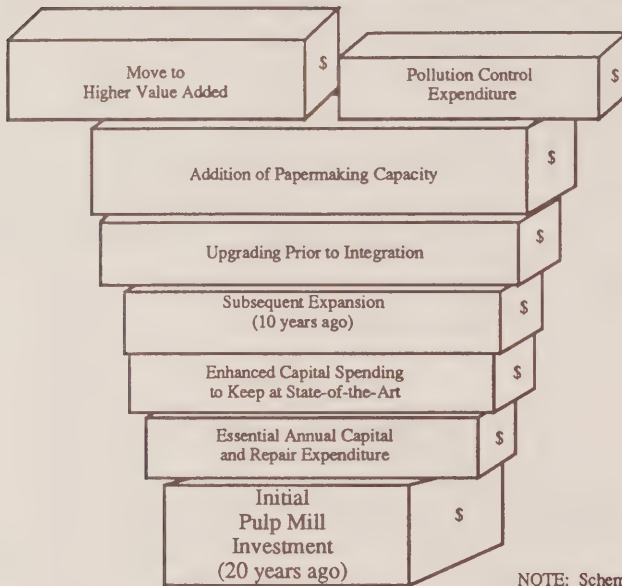 Move to
Higher Value Added
$
Pollution Control
Expenditure
$
Addition of Papermaking Capacity
$
Upgrading Prior to Integration
$
Subsequent Expansion
(10 years ago)
$
Enhanced Capital Spending
to Keep at State-of-the-Art
$
Essential Annual Capital
and Repair Expenditure
$
Initial
Pulp Mill
Investment
(20 years ago)
$
NOTE: